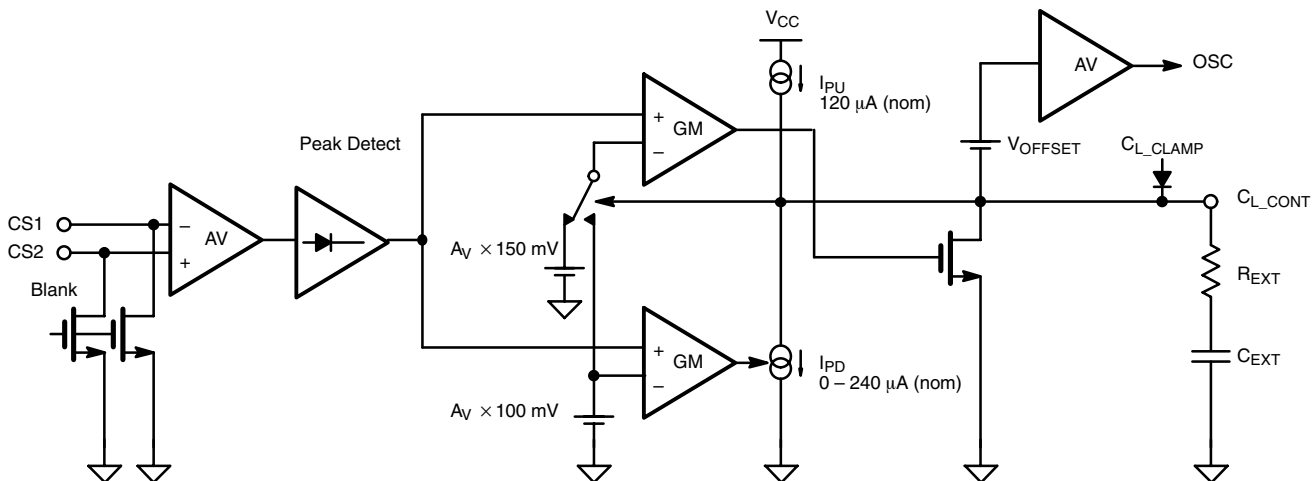 VCC
AV
OSC
IPU
120 μA (nom)
+
GM
−
Peak Detect
VOFFSET
CL_CLAMP
CS1
CS2
−
AV
+
CL_CONT
AV × 150 mV
Blank
REXT
+
GM
−
IPD
0 – 240 μA (nom)
CEXT
AV × 100 mV